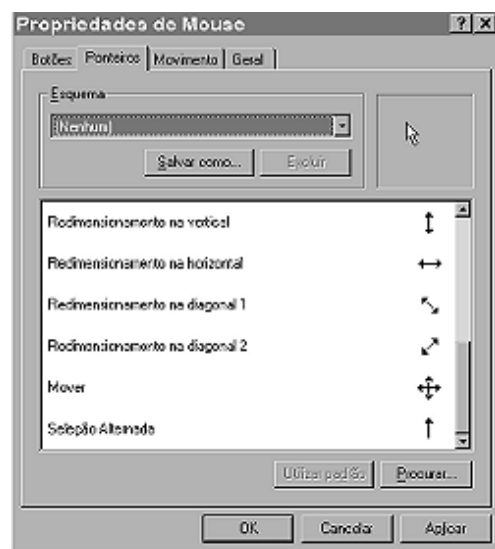 Propriedades de Mouse
Botões Ponteiros Movimento Geral
Esquema
(Nenhum)
Salvar como... Excluir
Redimensionamento na vertical
Redimensionamento na horizontal
Redimensionamento na diagonal 1
Redimensionamento na diagonal 2
Mover
Seleção Alternada
Utilizar padrão Procurar...
OK Cancelar Aplicar